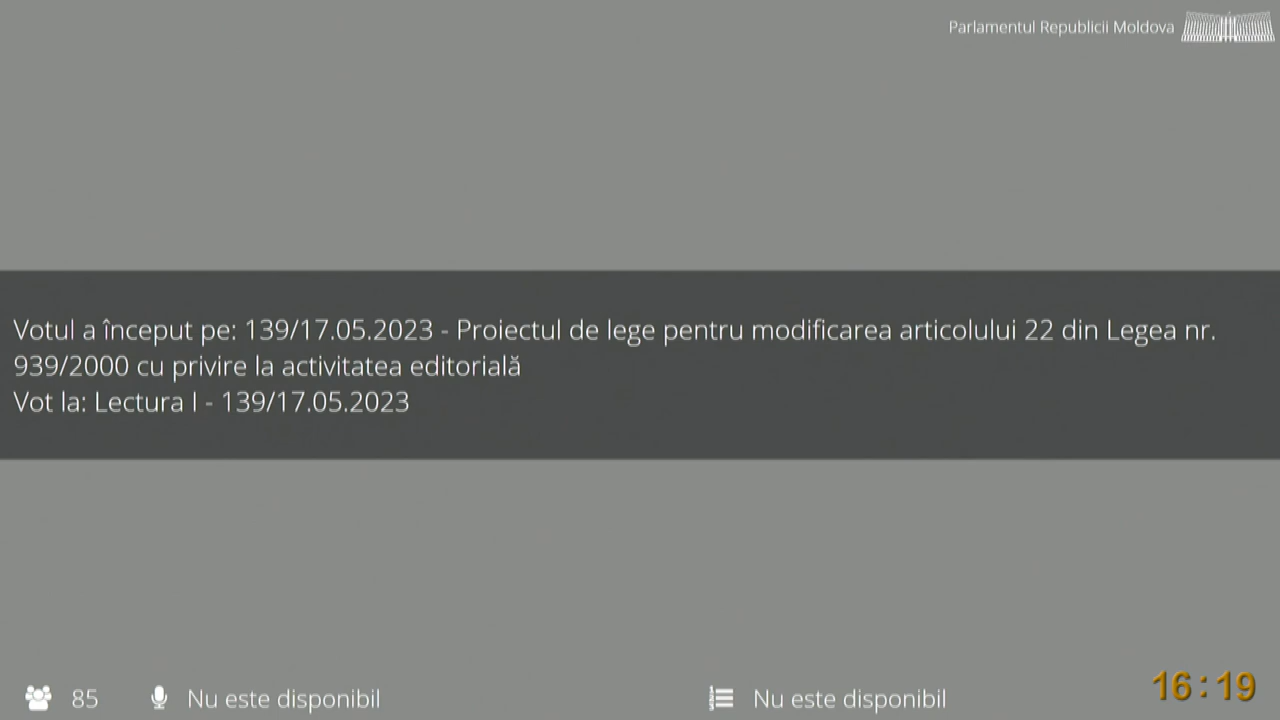 Parlamentul Republicii Moldova
Votul a început pe: 139/17.05.2023 - Proiectul de lege pentru modificarea articolului 22 din Legea nr.
939/2000 cu privire la activitatea editorială
Vot la: Lectura I - 139/17.05.2023
85 Nu este disponibil Nu este disponibil 16:19